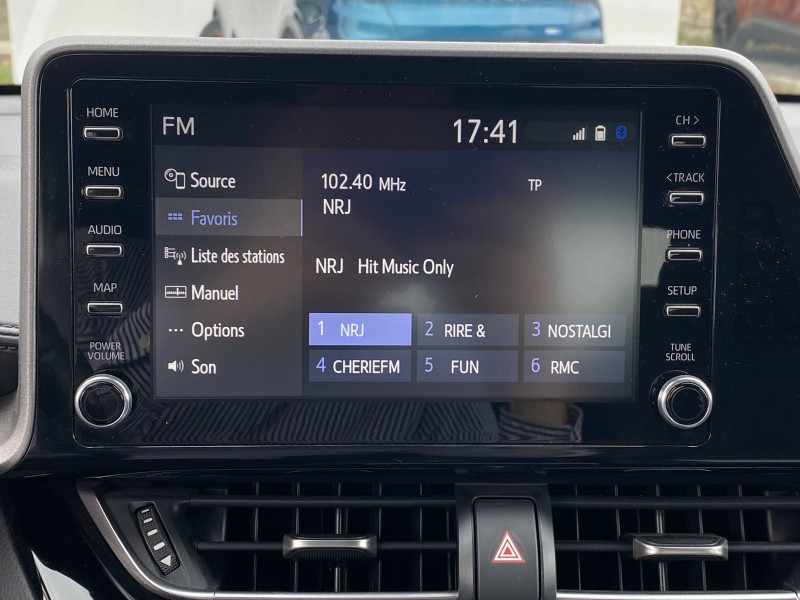 HOME
MENU
AUDIO
MAP
POWER
VOLUME
FM 17:41
Source
Favoris
Liste des stations
Manuel
Options
Son
102.40 MHz TP
NRJ
NRJ Hit Music Only
1 NRJ 2 RIRE & 3 NOSTALGI
4 CHERIEFM 5 FUN 6 RMC
CH >
< TRACK
PHONE
SETUP
TUNE
SCROLL